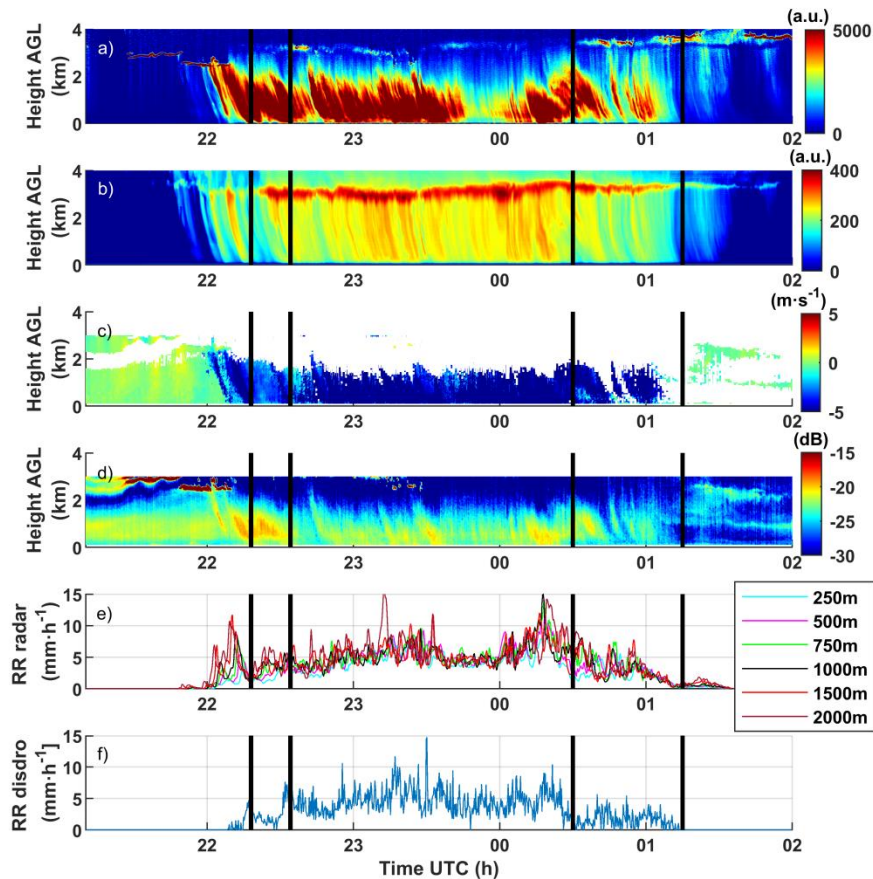 (a.u.)
a)
Height AGL
(km)
4
2
0
22
23
00
01
02
5000
0
(a.u.)
b)
Height AGL
(km)
4
2
0
22
23
00
01
02
400
200
0
(m·s⁻¹)
c)
Height AGL
(km)
4
2
0
22
23
00
01
02
5
0
-5
(dB)
d)
Height AGL
(km)
4
2
0
22
23
00
01
02
-15
-20
-25
-30
e)
RR radar
(mm·h⁻¹)
15
10
5
0
22
23
00
01
02
250m
500m
750m
1000m
1500m
2000m
f)
RR disdro
mm·h⁻¹]
15
10
5
0
22
23
00
01
02
Time UTC (h)